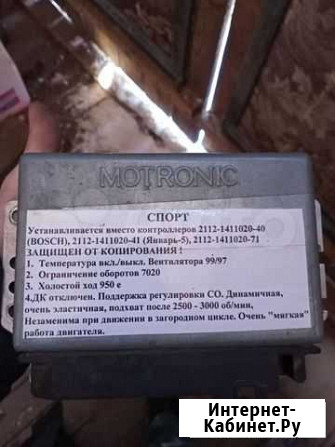 MOTRONIC
СПОРТ
Устанавливается вместо контроллеров 2112-1411020-40
(BOSCH), 2112-1411020-41 (Январь-5), 2112-1411020-71
ЗАЩИЩЕН ОТ КОПИРОВАНИЯ !
1. Температура вкл./выкл. Вентилятора 99/97
2. Ограничение оборотов 7020
3. Холостой ход 950 е
4.ДК отключен. Поддержка регулировки СО. Динамичная,
очень эластичная, подхват после 2500 - 3000 об/мин,
Незаменима при движении в загородном цикле. Очень "мягкая"
работа двигателя.
Интернет-
Кабинет.Ру